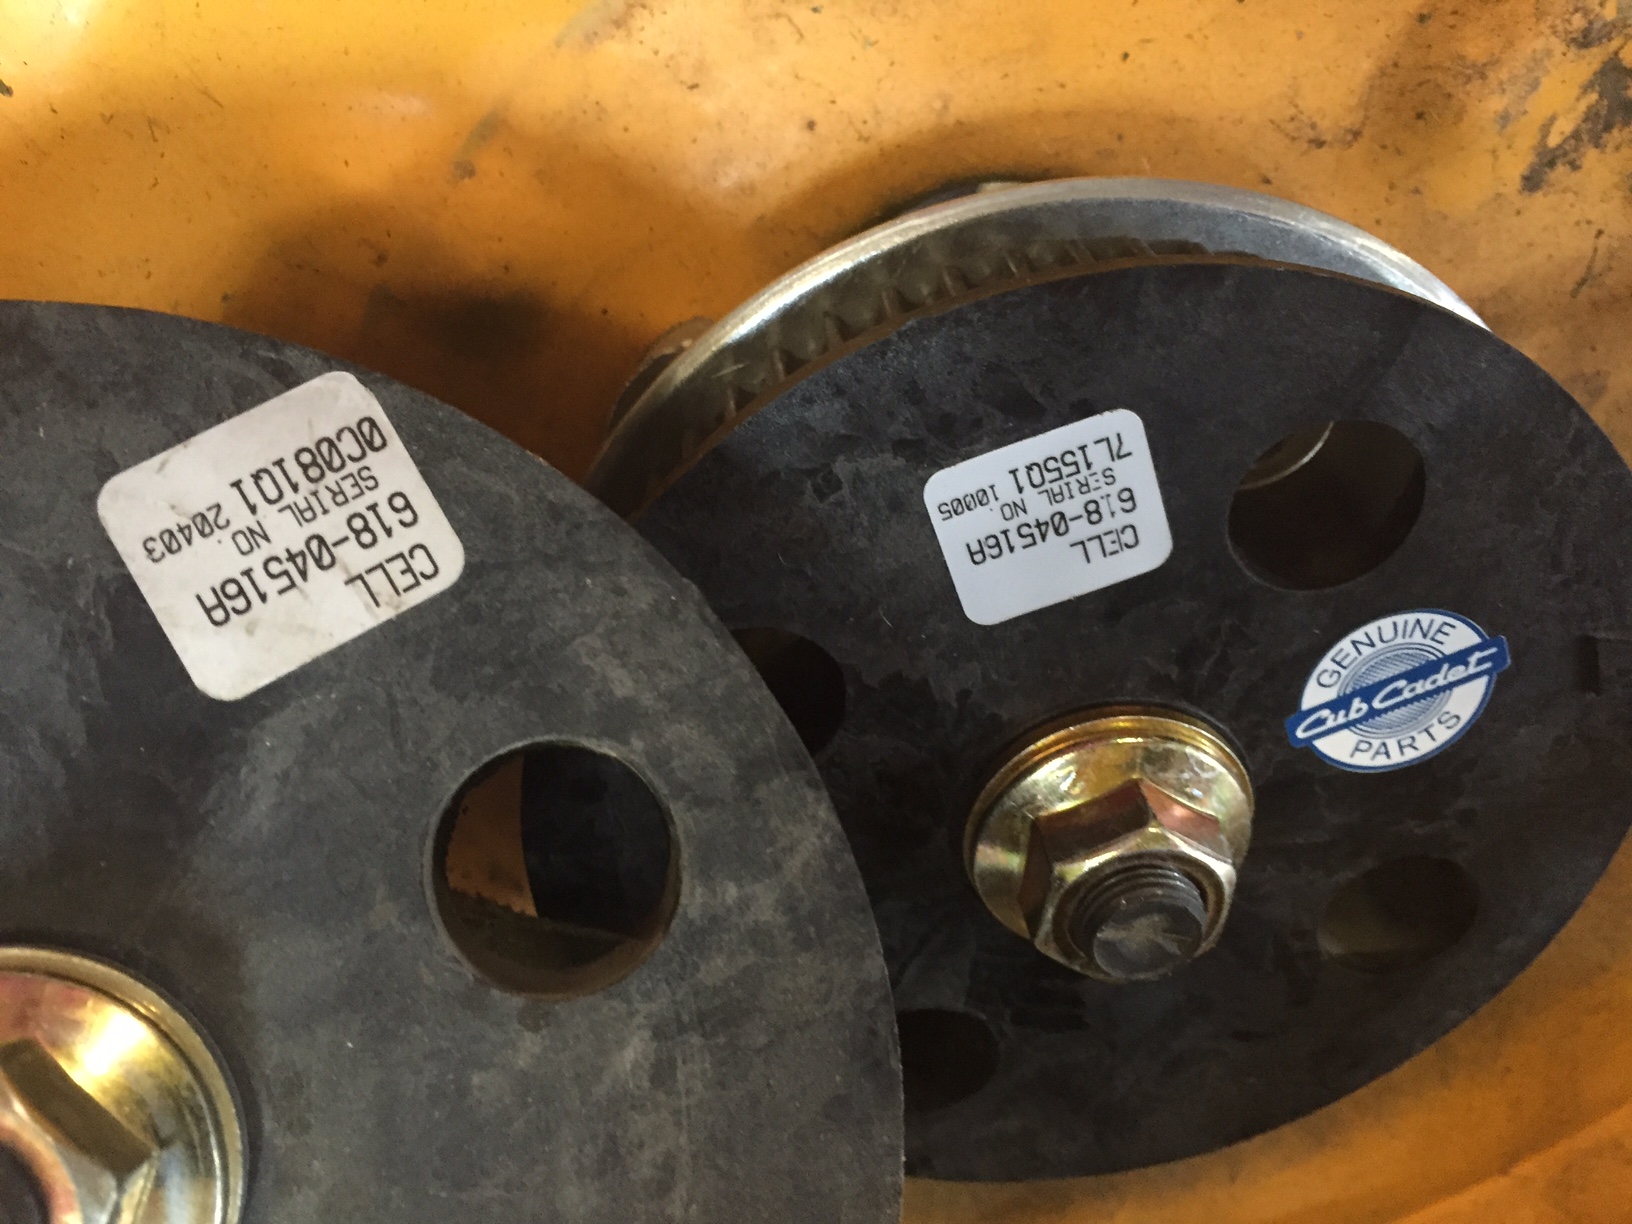 CELL
618-04516A
SERIAL NO. 20403
0C081Q1
CELL
618-04516A
SERIAL NO 10005
7L155Q1
GENUINE
Cub Cadet
PARTS